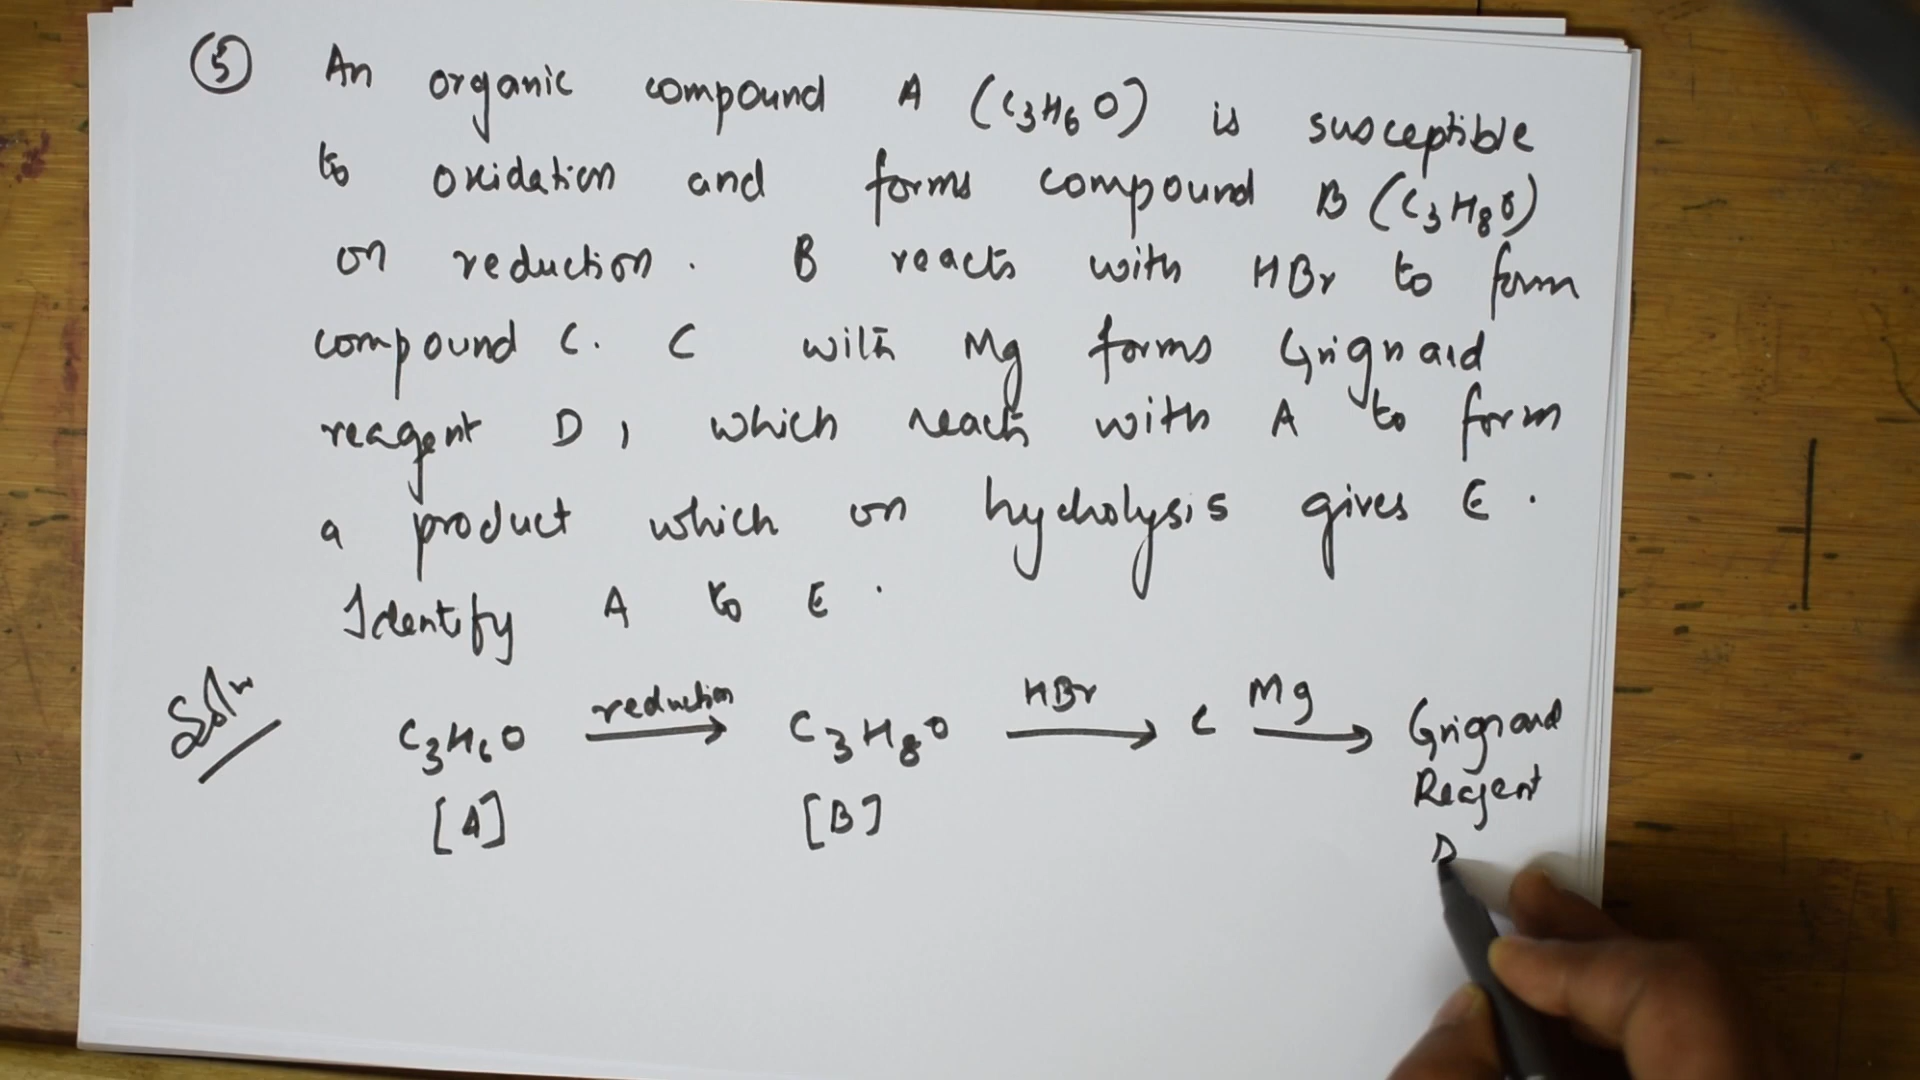 ⑤ An organic compound A (C3H6O) is susceptible
to oxidation and forms compound B (C3H8O)
on reduction. B reacts with HBr to form
compound C. C with Mg forms Grignard
reagent D, which reacts with A to form
a product which on hydrolysis gives E.
Identify A to E.
Soln
C3H6O reduction→ C3H8O HBr→ C Mg→ Grignard
Reagent
[A] [B] D